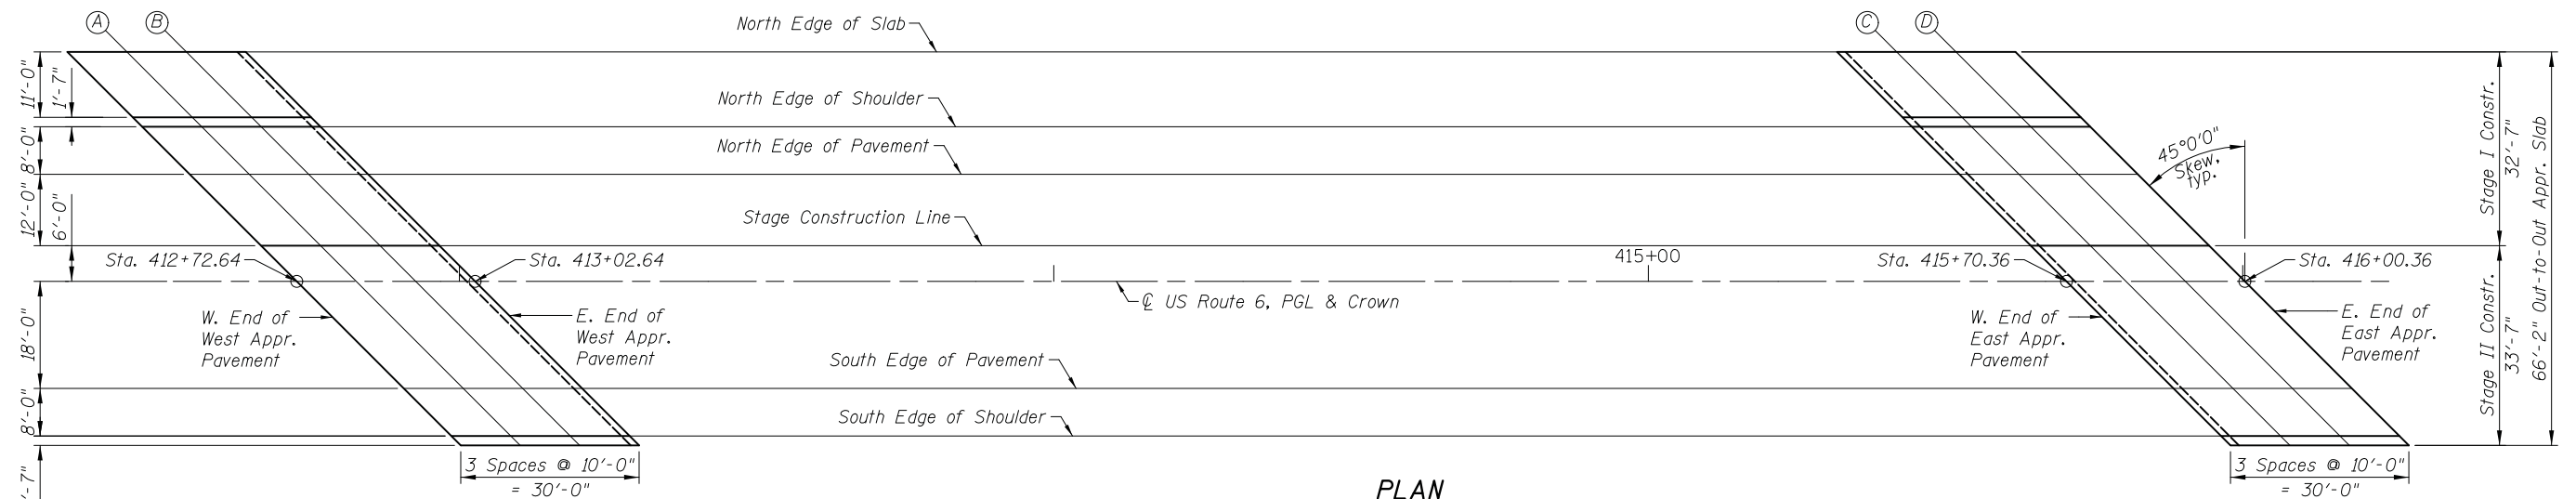 North Edge of Slab
North Edge of Shoulder
North Edge of Pavement
Stage Construction Line
A
B
C
D
11'-0"
1'-7"
8'-0"
12'-0"
6'-0"
18'-0"
8'-0"
Sta. 412+72.64
Sta. 413+02.64
415+00
Sta. 415+70.36
Sta. 416+00.36
45°0'0"
Skew,
typ.
℄ US Route 6, PGL & Crown
W. End of
West Appr.
Pavement
E. End of
West Appr.
Pavement
W. End of
East Appr.
Pavement
E. End of
East Appr.
Pavement
South Edge of Pavement
South Edge of Shoulder
Stage I Constr.
32'-7"
Stage II Constr.
33'-7"
66'-2" Out-to-Out Appr. Slab
3 Spaces @ 10'-0"
= 30'-0"
3 Spaces @ 10'-0"
= 30'-0"
PLAN